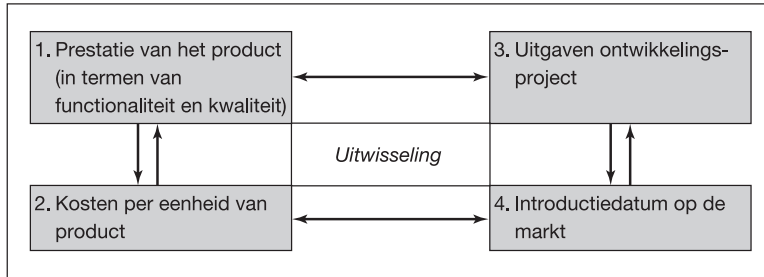 1. Prestatie van het product
(in termen van
functionaliteit en kwaliteit)
3. Uitgaven ontwikkelings-
project
Uitwisseling
2. Kosten per eenheid van
product
4. Introductiedatum op de
markt